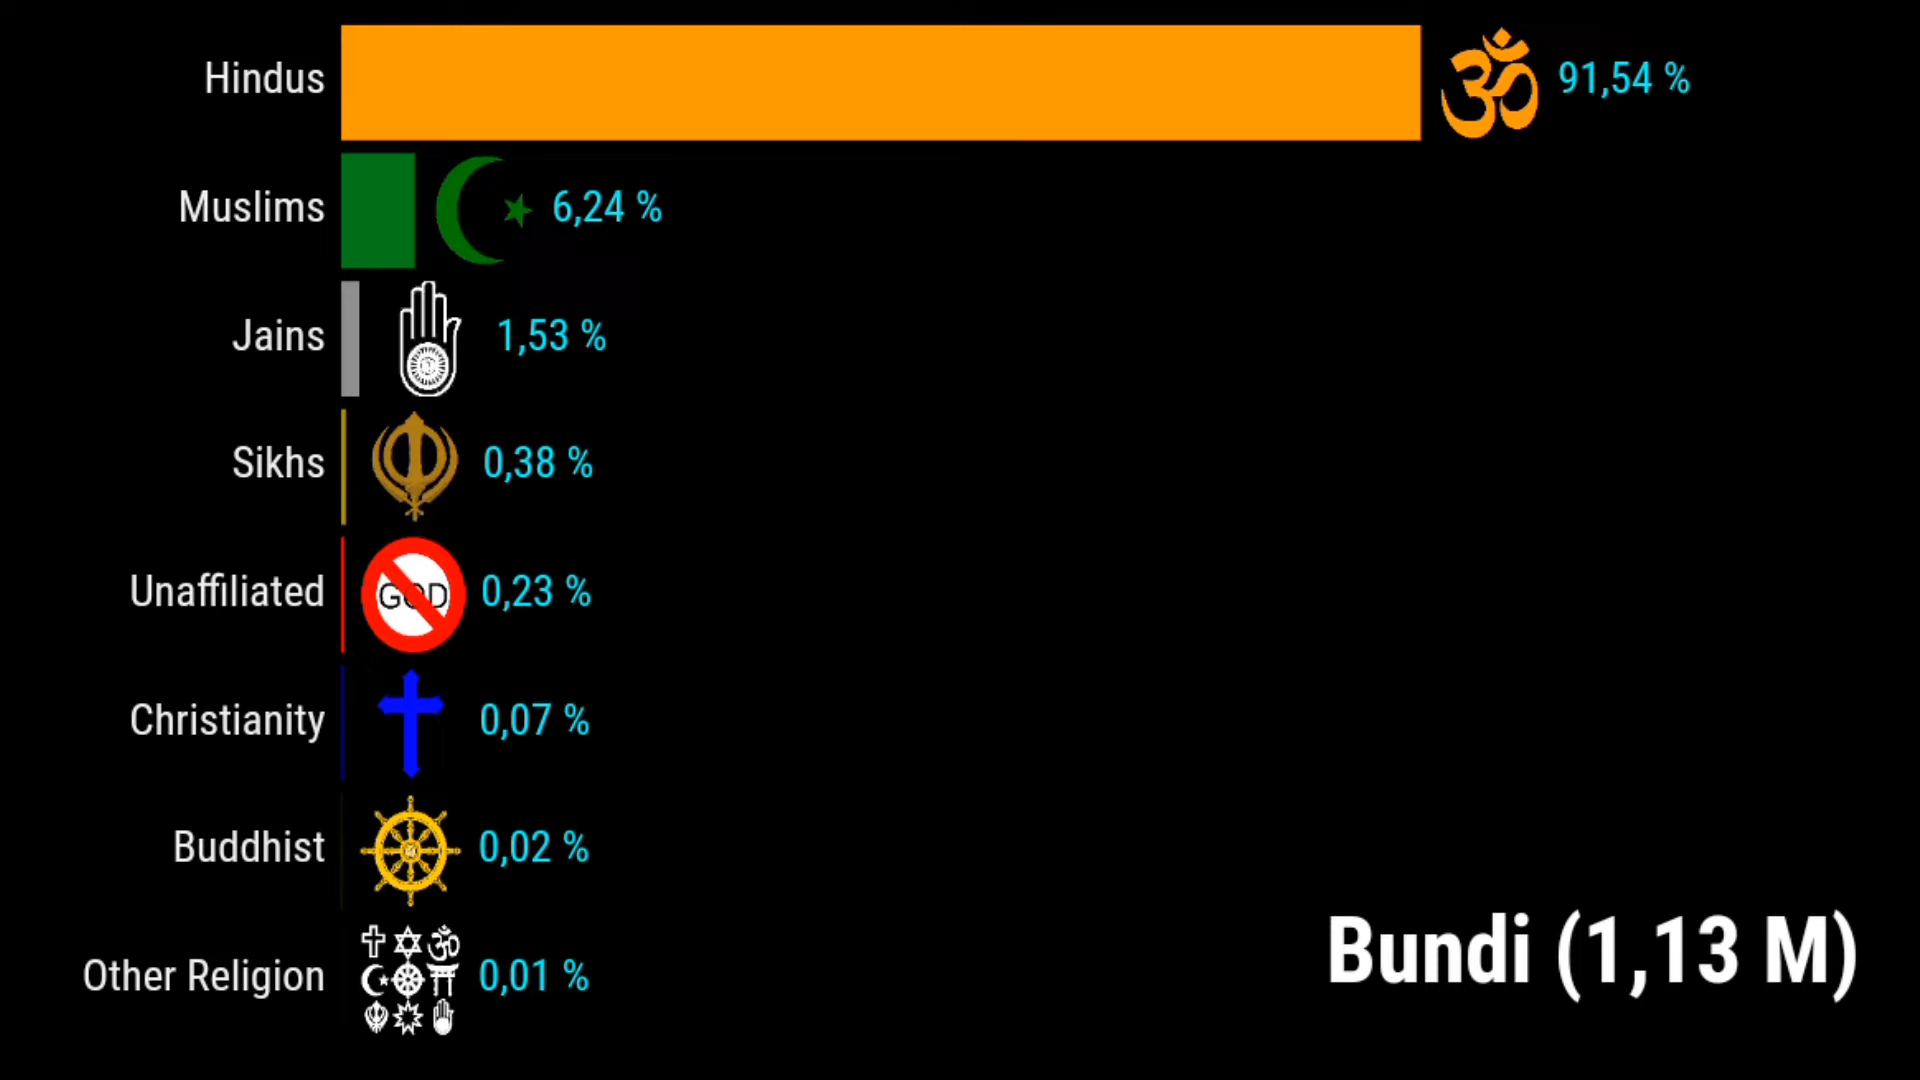 Hindus 91,54 %
Muslims 6,24 %
Jains 1,53 %
Sikhs 0,38 %
Unaffiliated GOD 0,23 %
Christianity 0,07 %
Buddhist 0,02 %
Other Religion 0,01 %
Bundi (1,13 M)